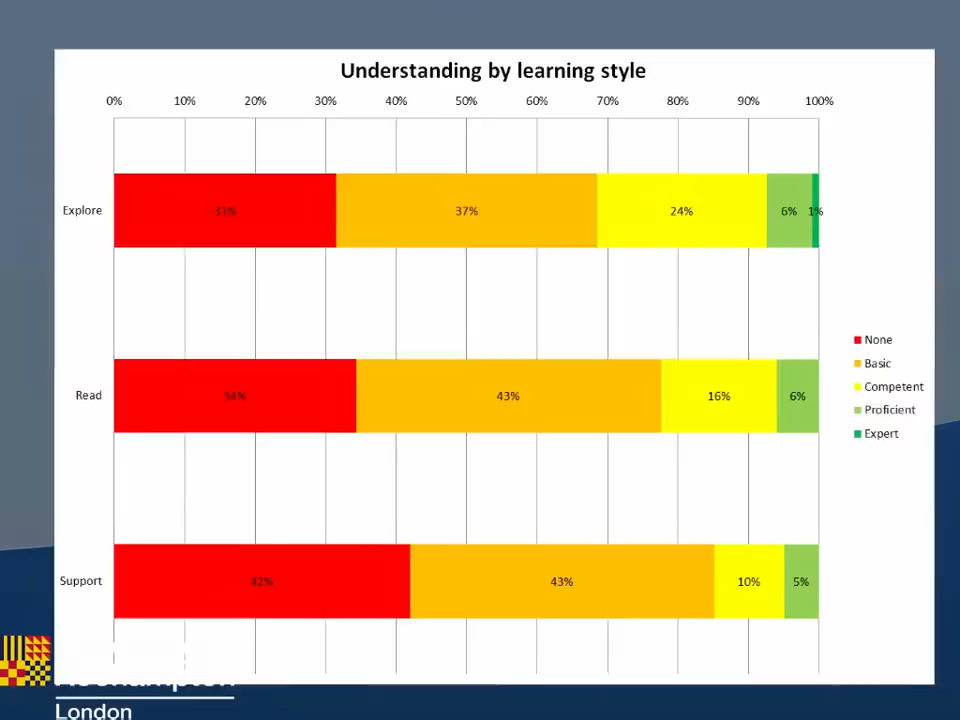 Understanding by learning style
0% 10% 20% 30% 40% 50% 60% 70% 80% 90% 100%
Explore 31% 37% 24% 6% 1%
None
Basic
Read 34% 43% 16% 6%
Competent
Proficient
Expert
Support 42% 43% 10% 5%
London